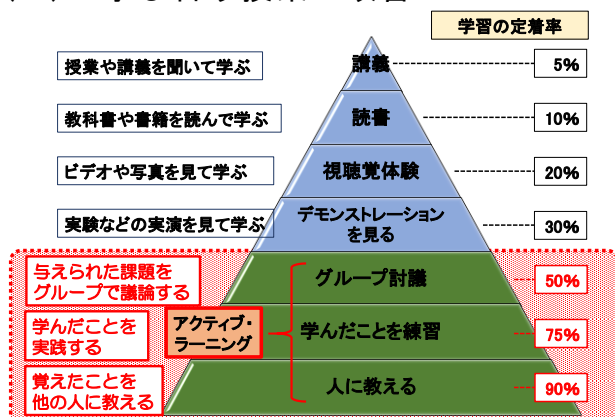 学習の定着率
授業や講義を聞いて学ぶ
講義
5%
教科書や書籍を読んで学ぶ
読書
10%
ビデオや写真を見て学ぶ
視聴覚体験
20%
実験などの実演を見て学ぶ
デモンストレーション
を見る
30%
与えられた課題を
グループで議論する
グループ討議
50%
学んだことを
実践する
アクティブ・
ラーニング
学んだことを練習
75%
覚えたことを
他の人に教える
人に教える
90%